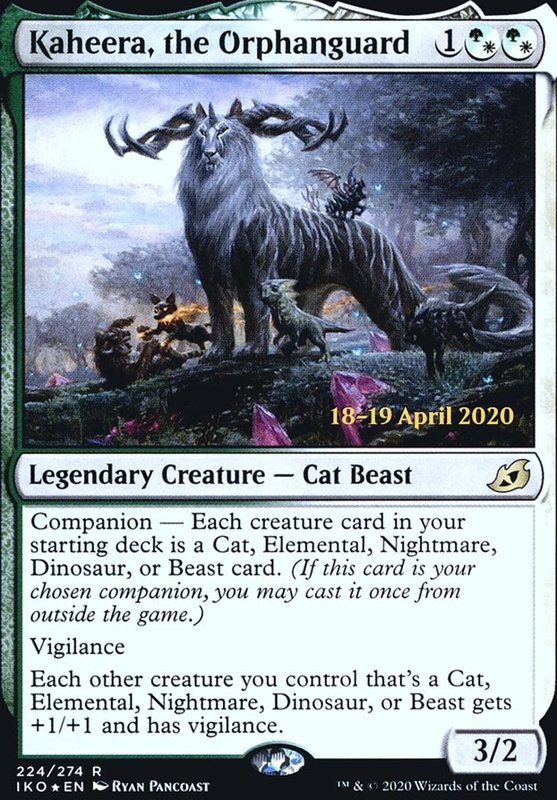 Kaheera, the Orphanguard 1
18-19 April 2020
Legendary Creature — Cat Beast
Companion — Each creature card in your
starting deck is a Cat, Elemental, Nightmare,
Dinosaur, or Beast card. (If this card is your
chosen companion, you may cast it once from
outside the game.)
Vigilance
Each other creature you control that's a Cat,
Elemental, Nightmare, Dinosaur, or Beast gets
+1/+1 and has vigilance.
3/2
224/274 R
IKO★EN Ryan Pancoast
™ & © 2020 Wizards of the Coast